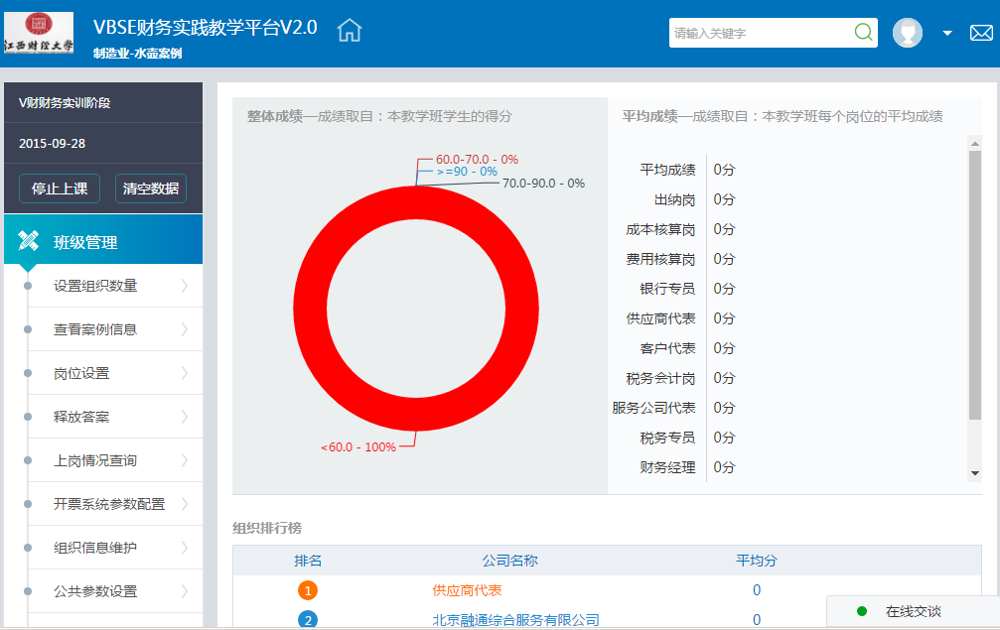 江西财经大学
VBSE财务实践教学平台V2.0
制造业-水壶案例
请输入关键字
V财财务实训阶段
2015-09-28
停止上课
清空数据
班级管理
设置组织数量
查看案例信息
岗位设置
释放答案
上岗情况查询
开票系统参数配置
组织信息维护
公共参数设置
整体成绩—成绩取自：本教学班学生的得分
60.0-70.0 - 0%
>=90 - 0%
70.0-90.0 - 0%
<60.0 - 100%
平均成绩—成绩取自：本教学班每个岗位的平均成绩
平均成绩 0分
出纳岗 0分
成本核算岗 0分
费用核算岗 0分
银行专员 0分
供应商代表 0分
客户代表 0分
税务会计岗 0分
服务公司代表 0分
税务专员 0分
财务经理 0分
组织排行榜
排名 公司名称 平均分
1 供应商代表 0
2 北京融通综合服务有限公司 0
在线交谈